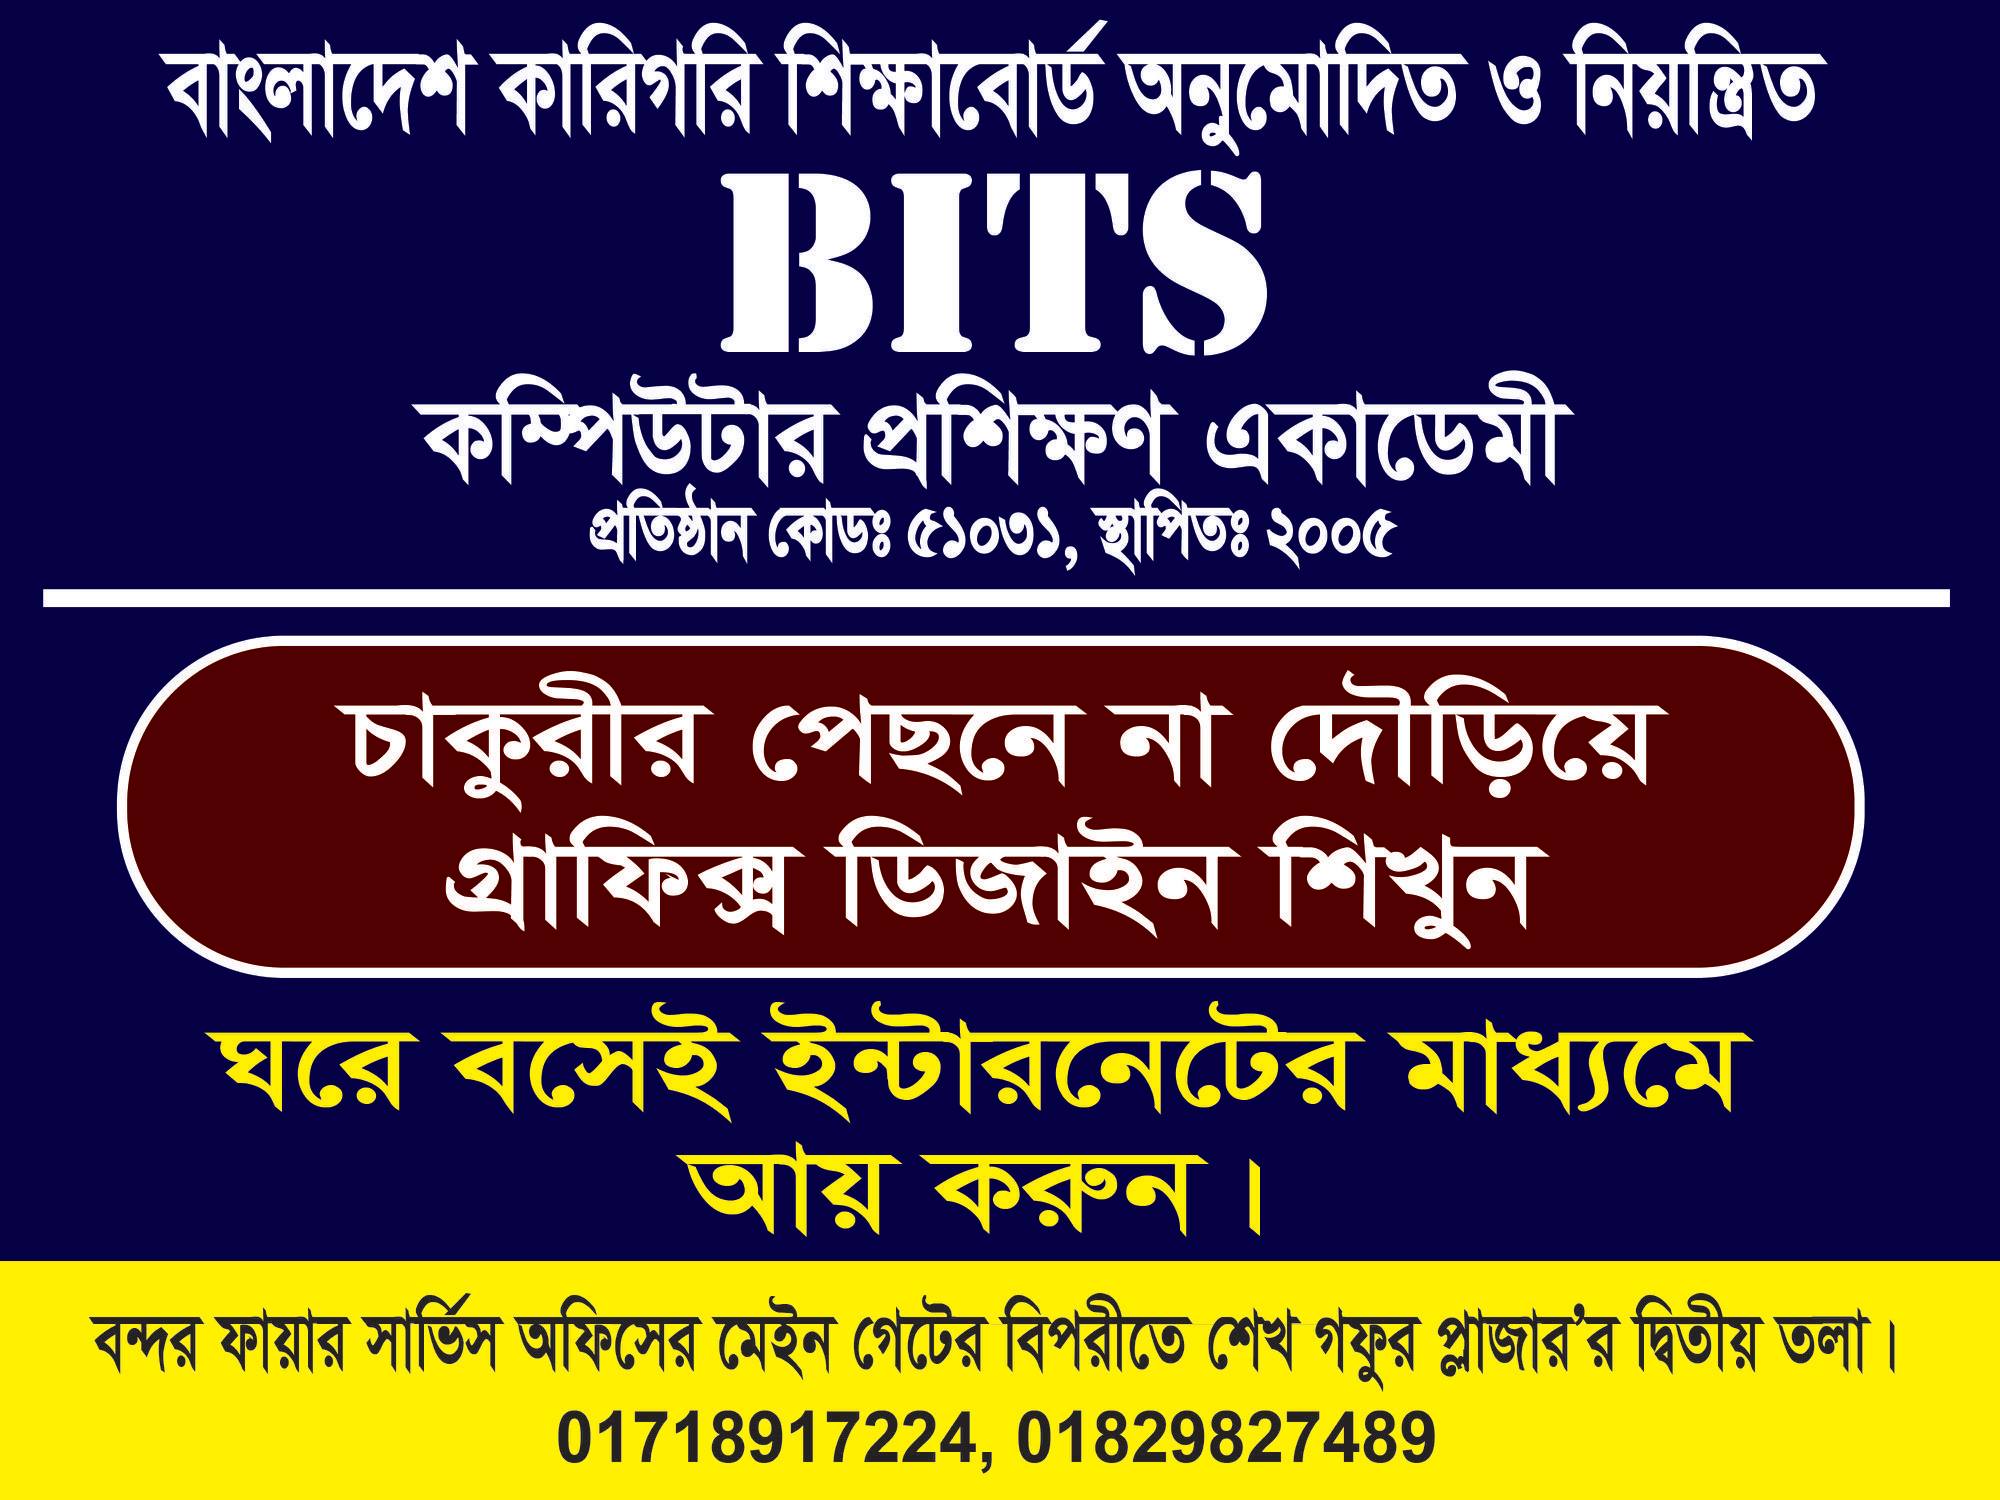 বাংলাদেশ কারিগরি শিক্ষাবোর্ড অনুমোদিত ও নিয়ন্ত্রিত
BITS
কম্পিউটার প্রশিক্ষণ একাডেমী
প্রতিষ্ঠান কোডঃ ৫১০৩১, স্থাপিতঃ ২০০৫
চাকুরীর পেছনে না দৌড়িয়ে
গ্রাফিক্স ডিজাইন শিখুন
ঘরে বসেই ইন্টারনেটের মাধ্যমে
আয় করুন।
বন্দর ফায়ার সার্ভিস অফিসের মেইন গেটের বিপরীতে শেখ গফুর প্লাজার’র দ্বিতীয় তলা।
01718917224, 01829827489